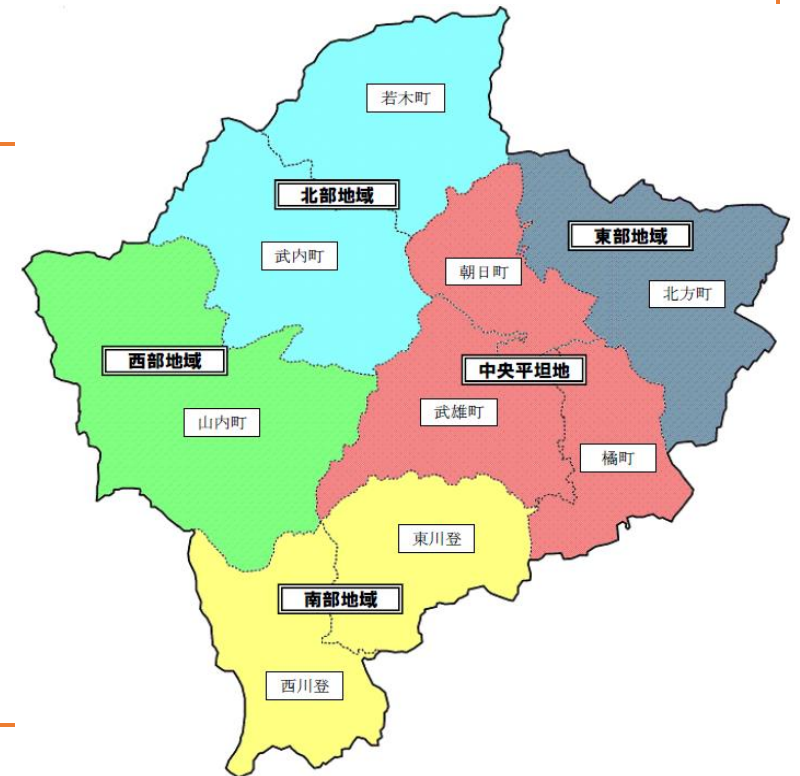 若木町
北部地域
東部地域
武内町
朝日町
北方町
西部地域
中央平坦地
山内町
武雄町
橘町
東川登
南部地域
西川登